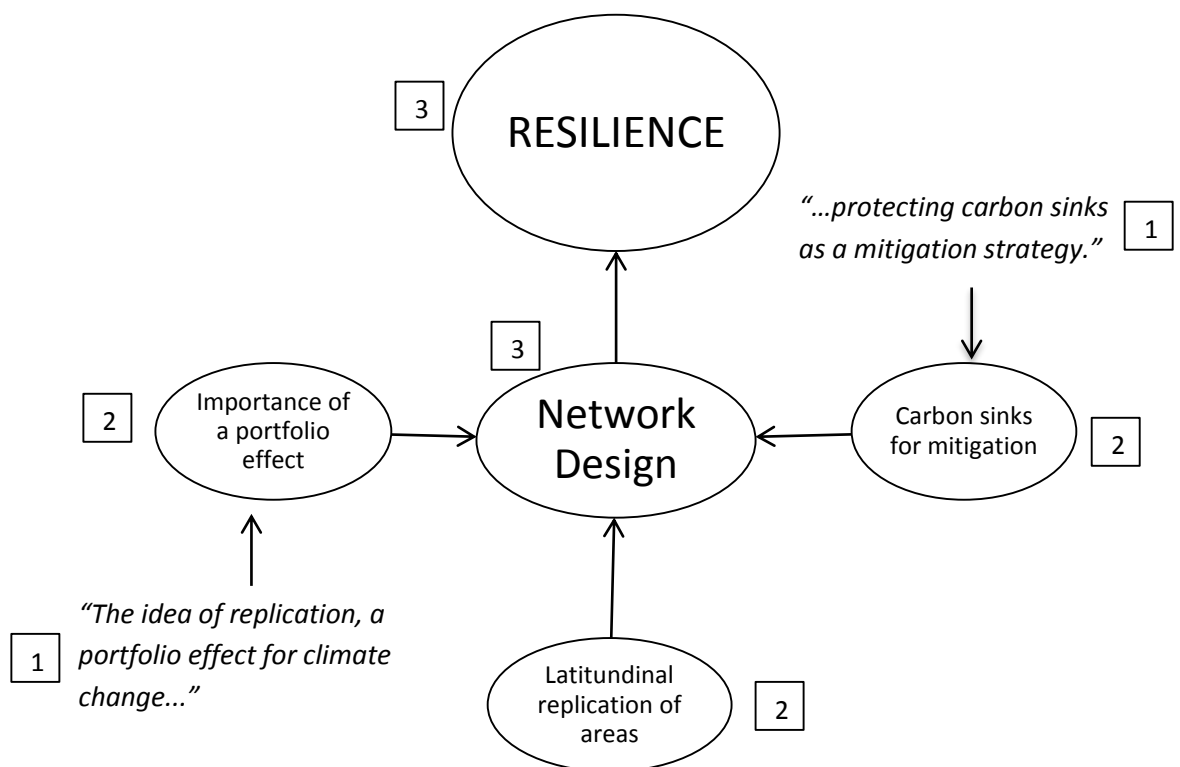 3
RESILIENCE
"...protecting carbon sinks
as a mitigation strategy."
1
3
2
Importance of
a portfolio
effect
Network
Design
Carbon sinks
for mitigation
2
"The idea of replication, a
portfolio effect for climate
change..."
1
Latitundinal
replication of
areas
2